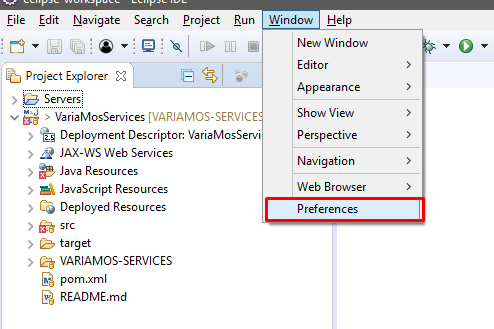 eclipse-workspace - Eclipse IDE
File Edit Navigate Search Project Run Window Help
Project Explorer
Servers
> VariaMosServices [VARIAMOS-SERVICES
Deployment Descriptor: VariaMosServi
JAX-WS Web Services
Java Resources
JavaScript Resources
Deployed Resources
src
target
VARIAMOS-SERVICES
pom.xml
README.md
New Window
Editor
Appearance
Show View
Perspective
Navigation
Web Browser
Preferences